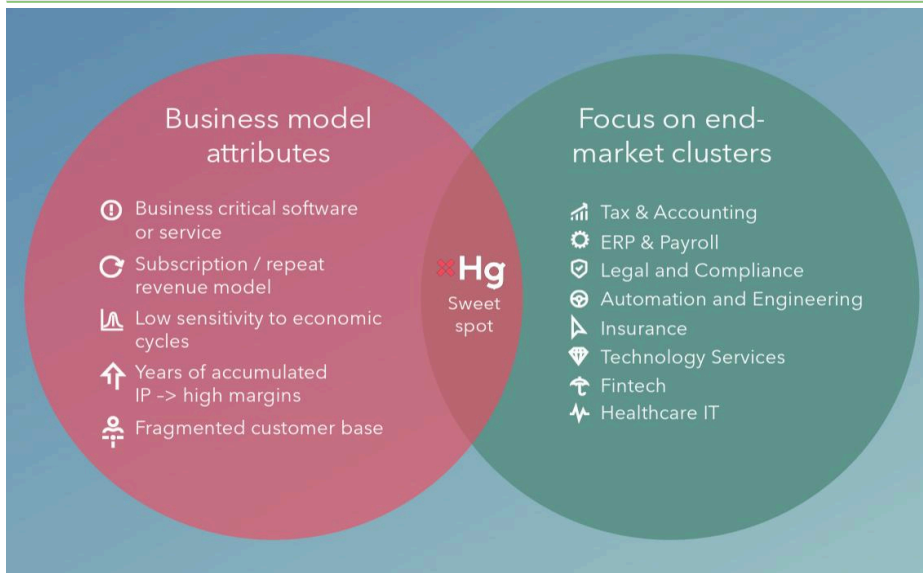 Business model
attributes
Business critical software
or service
Subscription / repeat
revenue model
Low sensitivity to economic
cycles
Years of accumulated
IP -> high margins
Fragmented customer base
Hg
Sweet
spot
Focus on end-
market clusters
Tax & Accounting
ERP & Payroll
Legal and Compliance
Automation and Engineering
Insurance
Technology Services
Fintech
Healthcare IT